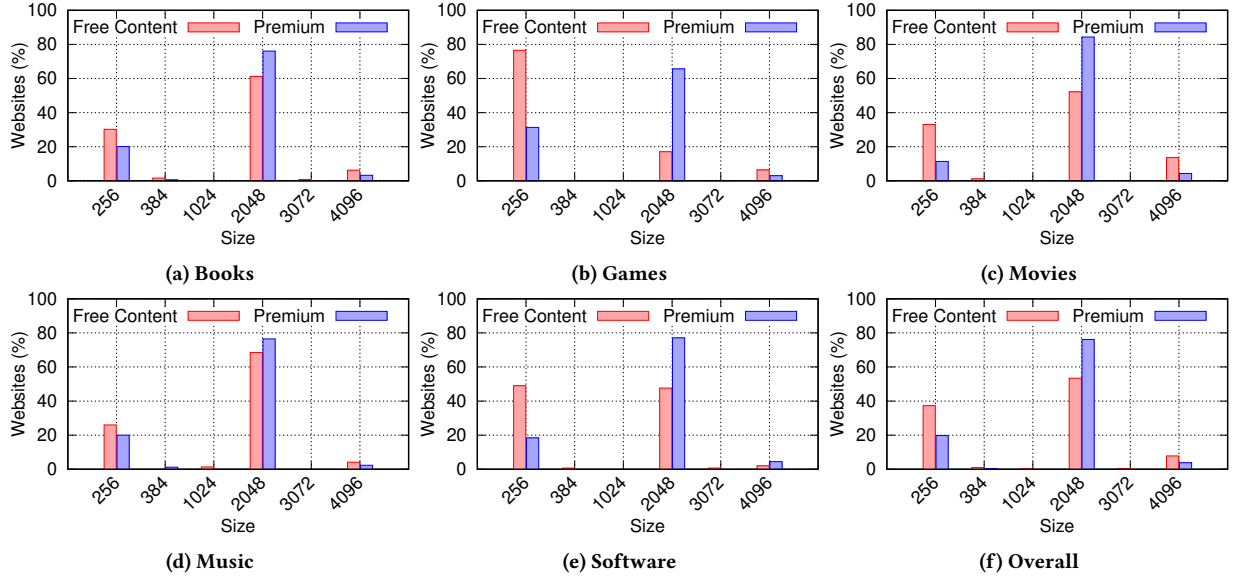 100
80
60
40
20
0
Websites (%)
Free Content
Premium
256
384
1024
2048
3072
4096
Size
(a) Books
100
80
60
40
20
0
Websites (%)
Free Content
Premium
256
384
1024
2048
3072
4096
Size
(b) Games
100
80
60
40
20
0
Websites (%)
Free Content
Premium
256
384
1024
2048
3072
4096
Size
(c) Movies
100
80
60
40
20
0
Websites (%)
Free Content
Premium
256
384
1024
2048
3072
4096
Size
(d) Music
100
80
60
40
20
0
Websites (%)
Free Content
Premium
256
384
1024
2048
3072
4096
Size
(e) Software
100
80
60
40
20
0
Websites (%)
Free Content
Premium
256
384
1024
2048
3072
4096
Size
(f) Overall